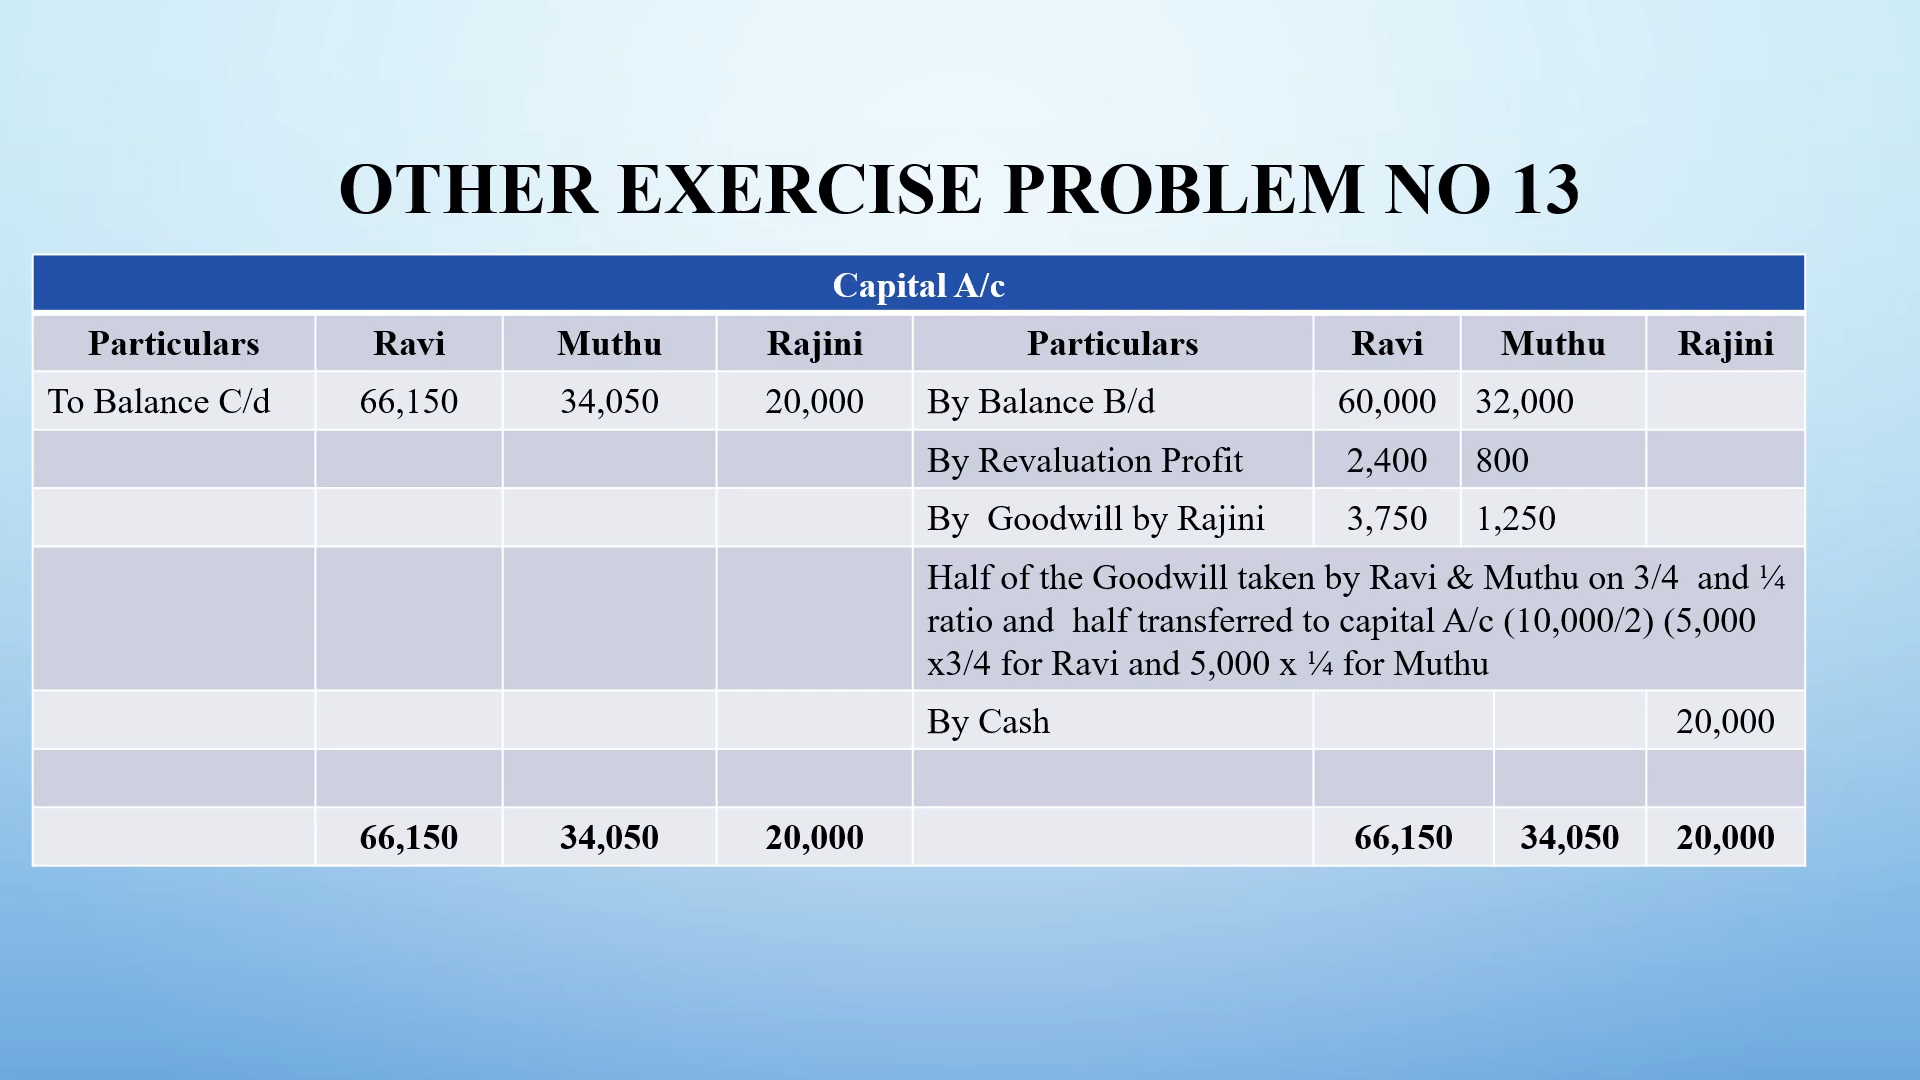 OTHER EXERCISE PROBLEM NO 13
Capital A/c
Particulars Ravi Muthu Rajini Particulars Ravi Muthu Rajini
To Balance C/d 66,150 34,050 20,000 By Balance B/d 60,000 32,000
By Revaluation Profit 2,400 800
By Goodwill by Rajini 3,750 1,250
Half of the Goodwill taken by Ravi & Muthu on 3/4 and ¼
ratio and half transferred to capital A/c (10,000/2) (5,000
x3/4 for Ravi and 5,000 x ¼ for Muthu
By Cash 20,000
66,150 34,050 20,000 66,150 34,050 20,000